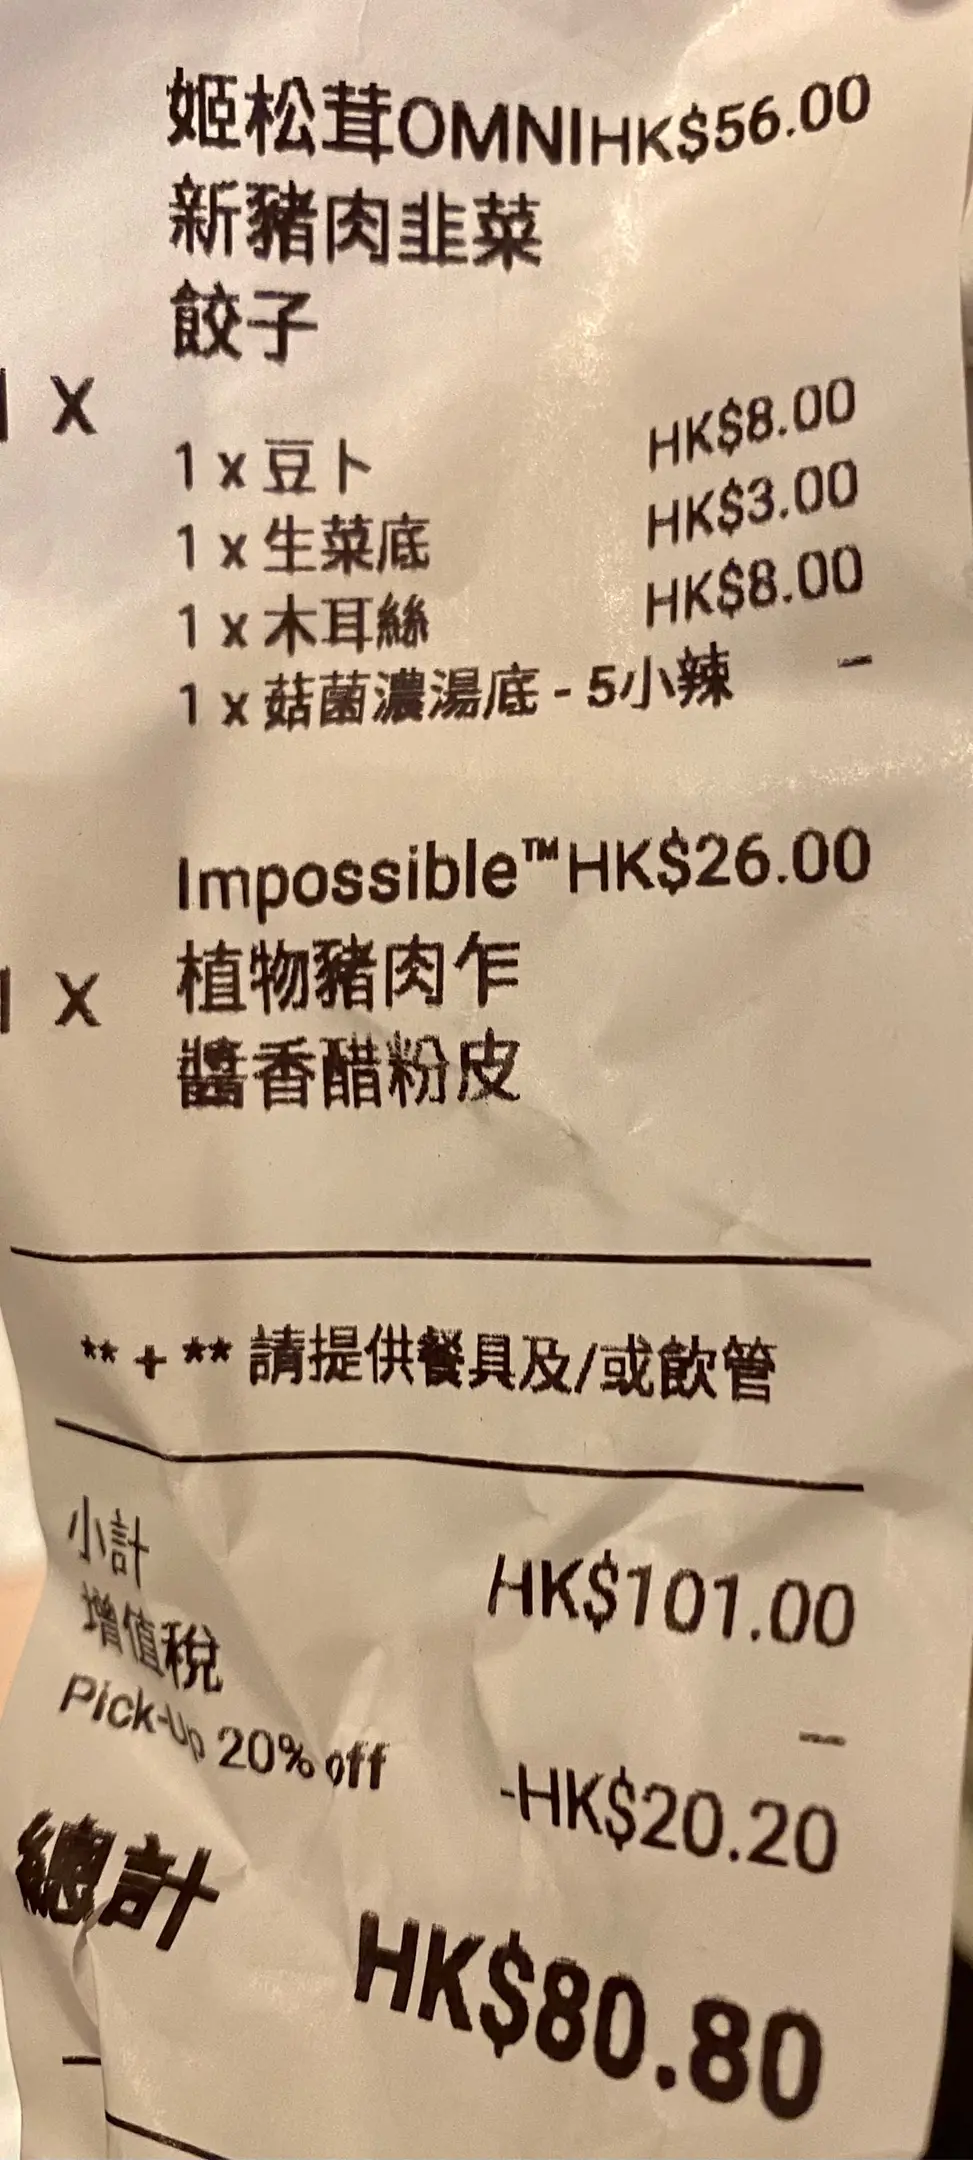 姬松茸OMNI HK$56.00
新豬肉韭菜
餃子
1 X
1 x 豆卜 HK$8.00
1 x 生菜底 HK$3.00
1 x 木耳絲 HK$8.00
1 x 菇菌濃湯底 - 5小辣 –
Impossible™ HK$26.00
植物豬肉乍
1 X
醬香醋粉皮
** + ** 請提供餐具及/或飲管
小計 HK$101.00
增值稅 –
Pick-Up 20% off -HK$20.20
總計 HK$80.80